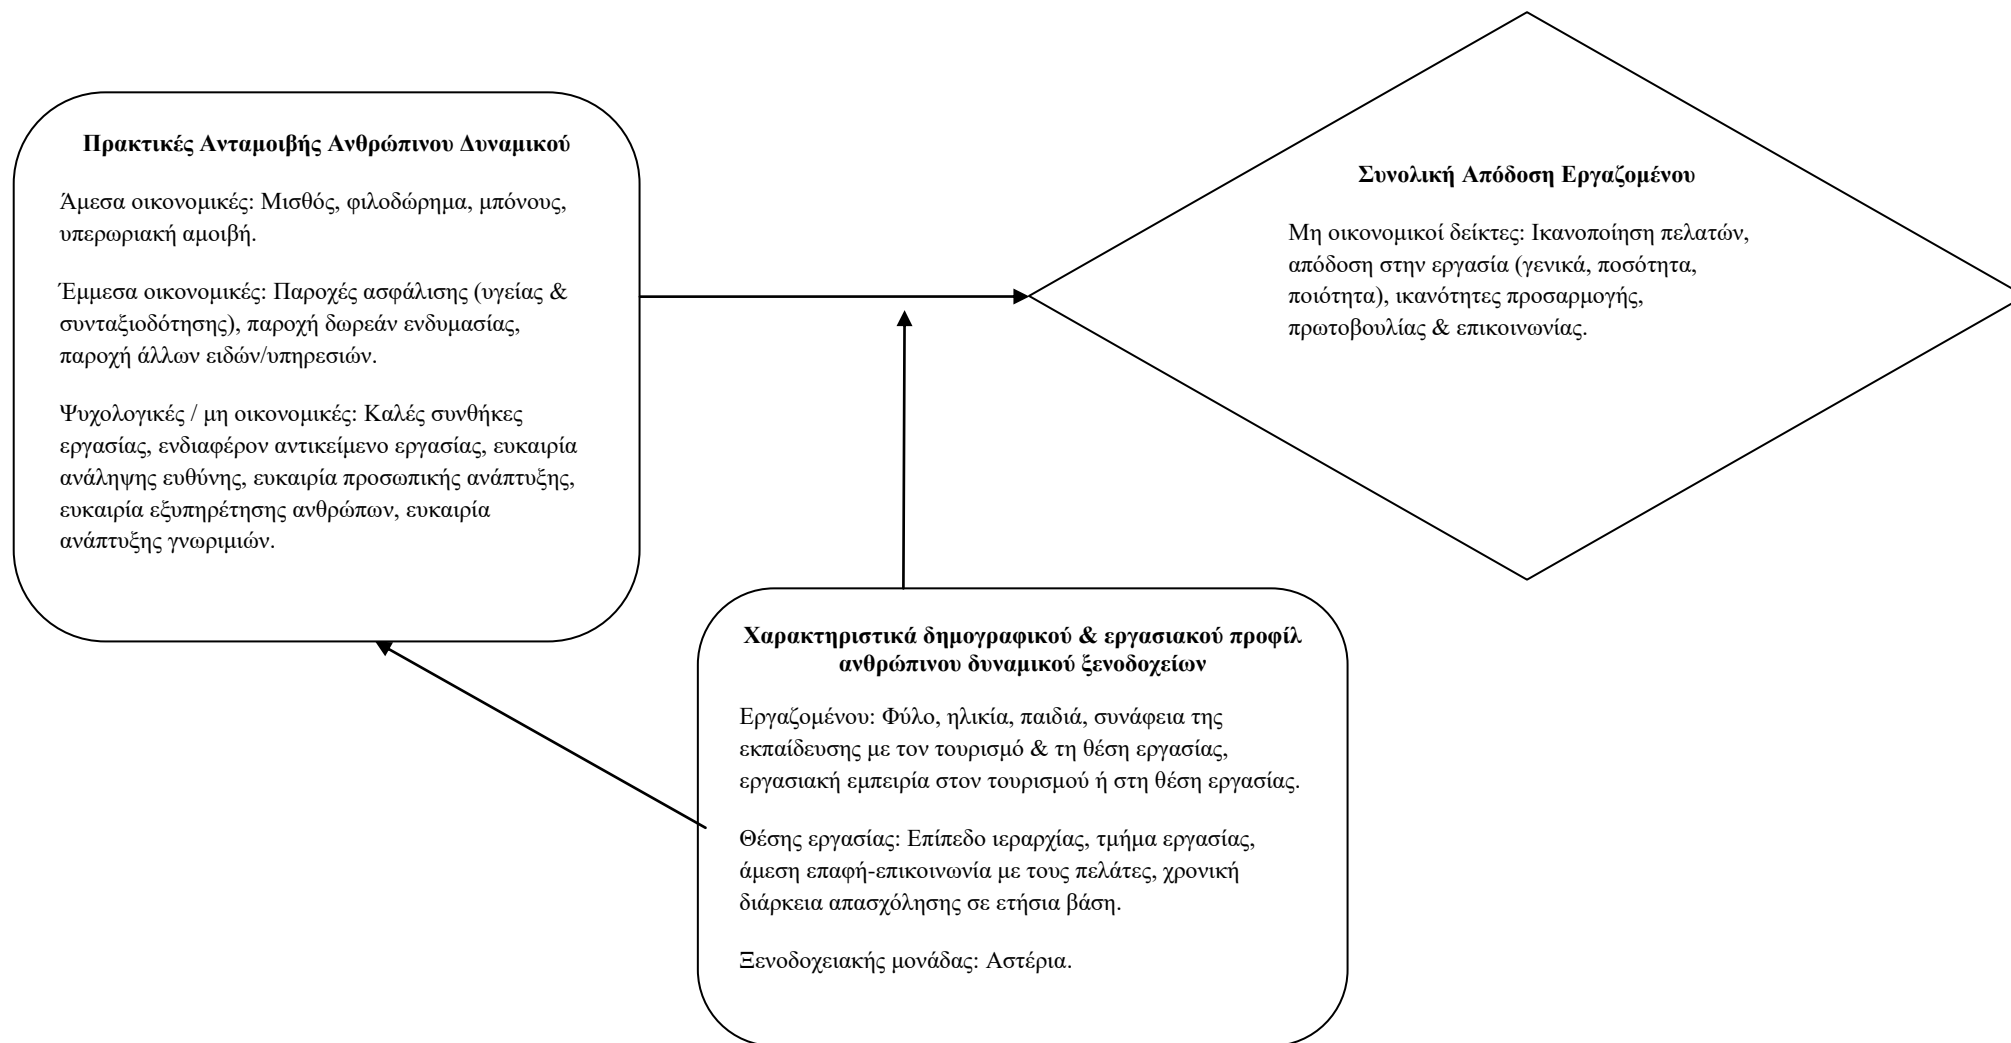 Πρακτικές Ανταμοιβής Ανθρώπινου Δυναμικού
Άμεσα οικονομικές: Μισθός, φιλοδώρημα, μπόνους,
υπερωριακή αμοιβή.
Έμμεσα οικονομικές: Παροχές ασφάλισης (υγείας &
συνταξιοδότησης), παροχή δωρεάν ενδυμασίας,
παροχή άλλων ειδών/υπηρεσιών.
Ψυχολογικές / μη οικονομικές: Καλές συνθήκες
εργασίας, ενδιαφέρον αντικείμενο εργασίας, ευκαιρία
ανάληψης ευθύνης, ευκαιρία προσωπικής ανάπτυξης,
ευκαιρία εξυπηρέτησης ανθρώπων, ευκαιρία
ανάπτυξης γνωριμιών.
Συνολική Απόδοση Εργαζομένου
Μη οικονομικοί δείκτες: Ικανοποίηση πελατών,
απόδοση στην εργασία (γενικά, ποσότητα,
ποιότητα), ικανότητες προσαρμογής,
πρωτοβουλίας & επικοινωνίας.
Χαρακτηριστικά δημογραφικού & εργασιακού προφίλ
ανθρώπινου δυναμικού ξενοδοχείων
Εργαζομένου: Φύλο, ηλικία, παιδιά, συνάφεια της
εκπαίδευσης με τον τουρισμό & τη θέση εργασίας,
εργασιακή εμπειρία στον τουρισμού ή στη θέση εργασίας.
Θέσης εργασίας: Επίπεδο ιεραρχίας, τμήμα εργασίας,
άμεση επαφή-επικοινωνία με τους πελάτες, χρονική
διάρκεια απασχόλησης σε ετήσια βάση.
Ξενοδοχειακής μονάδας: Αστέρια.